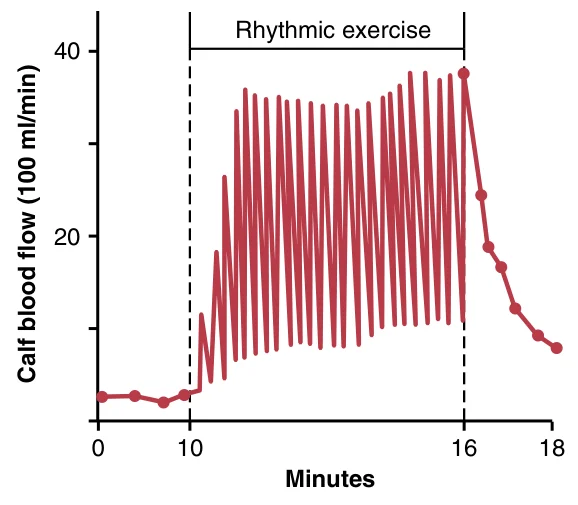 Rhythmic exercise
40
20
Calf blood flow (100 ml/min)
0 10 16 18
Minutes